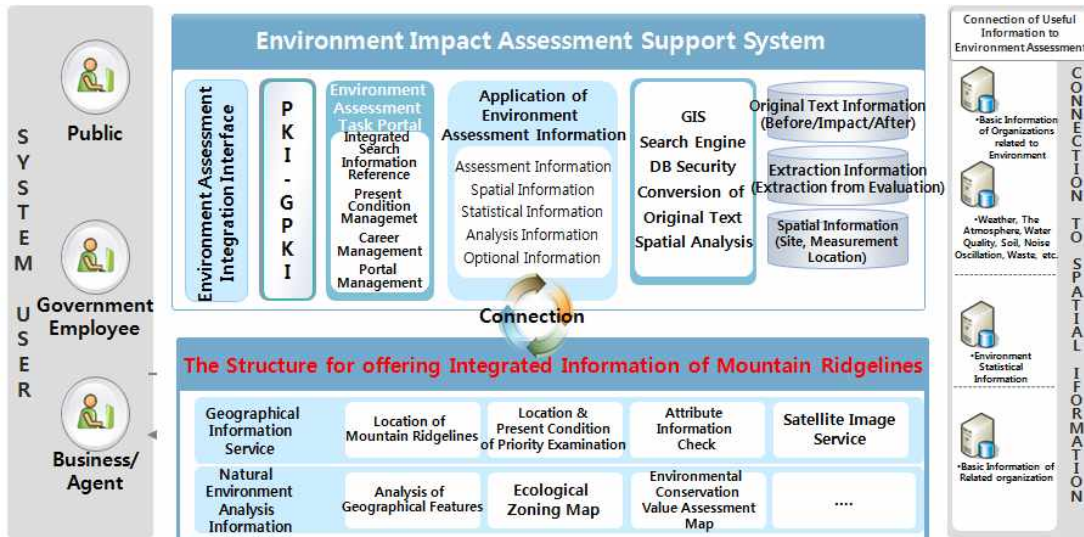 SYSTEM USER
Public
Government
Employee
Business/
Agent
Environment Impact Assessment Support System
Environment Assessment
Integration Interface
PKI-GPKI
Environment
Assessment
Task Portal
Integrated
Search
Information
Reference
Present
Condition
Managemet
Career
Management
Portal
Management
Application of
Environment
Assessment Information
Assessment Information
Spatial Information
Statistical Information
Analysis Information
Optional Information
GIS
Search Engine
DB Security
Conversion of
Original Text
Spatial Analysis
Original Text Information
(Before/Impact/After)
Extraction Information
(Extraction from Evaluation)
Spatial Information
(Site, Measurement
Location)
Connection
The Structure for offering Integrated Information of Mountain Ridgelines
Geographical
Information
Service
Location of
Mountain Ridgelines
Location &
Present Condition
of Priority Examination
Attribute
Information
Check
Satellite Image
Service
Natural
Environment
Analysis
Information
Analysis of
Geographical Features
Ecological
Zoning Map
Environmental
Conservation
Value Assessment
Map
....
Connection of Useful
Information to
Environment Assessment
•Basic Information
of Organizations
related to
Environment
•Weather, The
Atmosphere, Water
Quality, Soil, Noise
Oscillation, Waste, etc.
•Environment
Statistical
Information
•Basic Information of
Related organization
CONNECTION TO SPATIAL IFORMATION